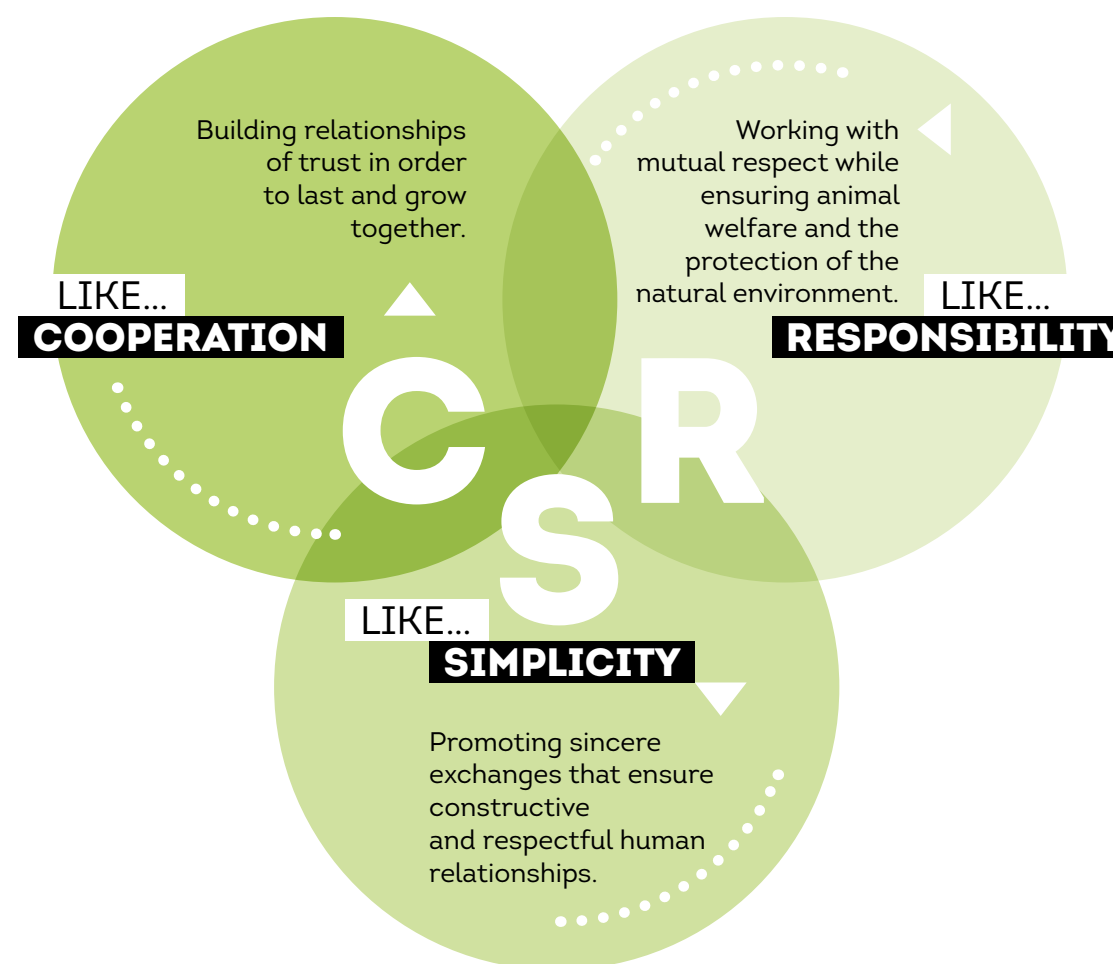 Building relationships
of trust in order
to last and grow
together.
LIKE...
COOPERATION
C
Working with
mutual respect while
ensuring animal
welfare and the
protection of the
natural environment.
LIKE...
RESPONSIBILITY
R
S
LIKE...
SIMPLICITY
Promoting sincere
exchanges that ensure
constructive
and respectful human
relationships.